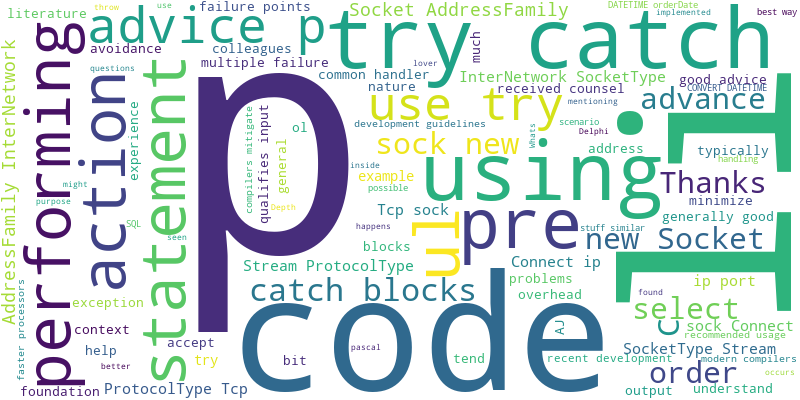 throw
use
literature
failure points
Socket AddressFamily
DATETIME orderDate
implemented
best way
advice p
try catch
avoidance
colleagues
much
lover
multiple failure
common handler
nature
InterNetwork SocketType
received counsel
good advice
CONVERT DATETIME
questions
performing
action
statement
p
use try
mentioning
advance
I
AddressFamily InterNetwork
experience
compilers mitigate
qualifies input
general
ol
development guidelines
sock new
Whats
scenario
Delphi
address
typically
handling
inside
example
possible
using
i
Thanks
minimize
might
purpose
Depth
Tcp sock
ul
pre
generally good
SQL
seen
happens
blocks
stuff similar
new Socket
I
Stream ProtocolType
Connect ip
problems
overhead
found
ip port
catch blocks
code
faster processors
exception
context
AJ
c
select
sock Connect
recommended usage
help
accept
try
better
bit
pascal
tend
recent development
SocketType Stream
modern compilers
order
occurs
foundation
ProtocolType Tcp
output
understand